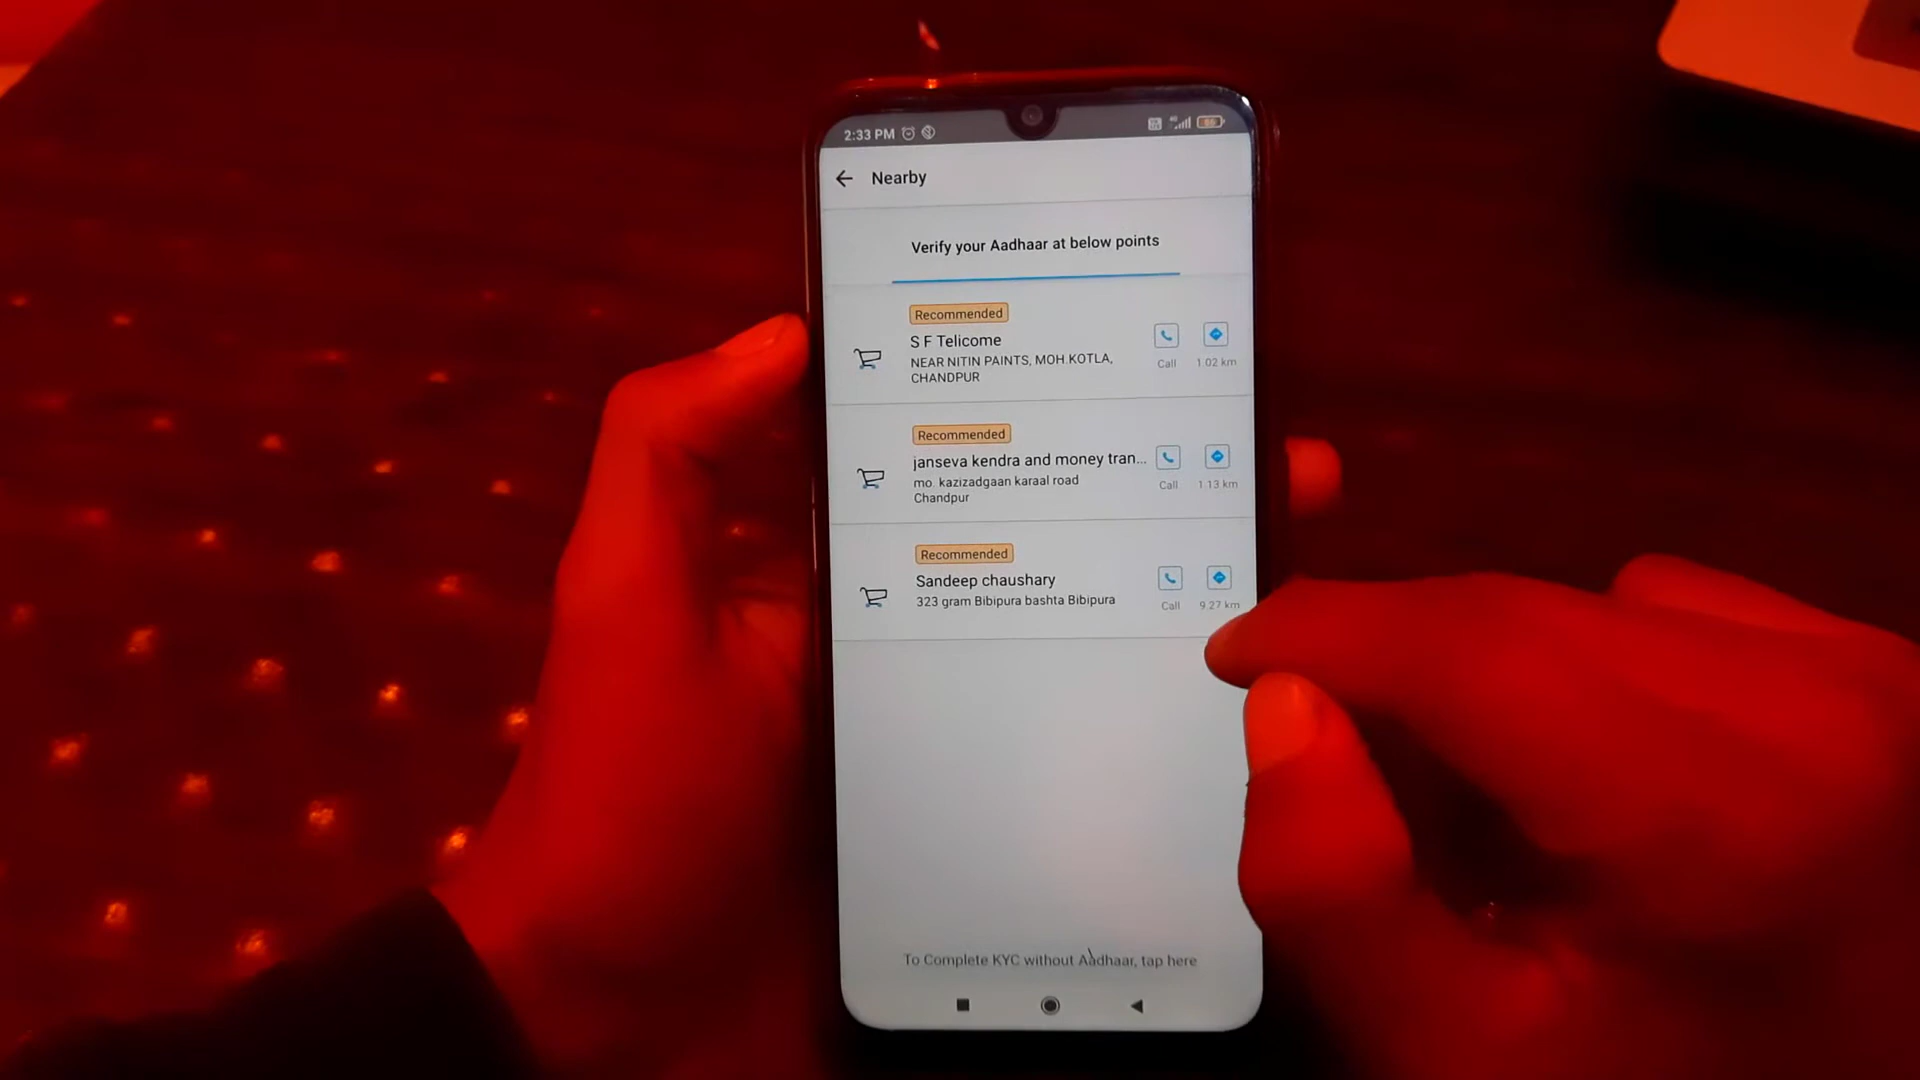 2:33 PM
Nearby
Verify your Aadhaar at below points
Recommended
S F Telicome
NEAR NITIN PAINTS, MOH KOTLA,
CHANDPUR
Call
1.02 km
Recommended
janseva kendra and money tran...
mo. kazizadgaan karaal road
Chandpur
Call
1.13 km
Recommended
Sandeep chaushary
323 gram Bibipura bashta Bibipura
Call
9.27 km
To Complete KYC without Aadhaar, tap here